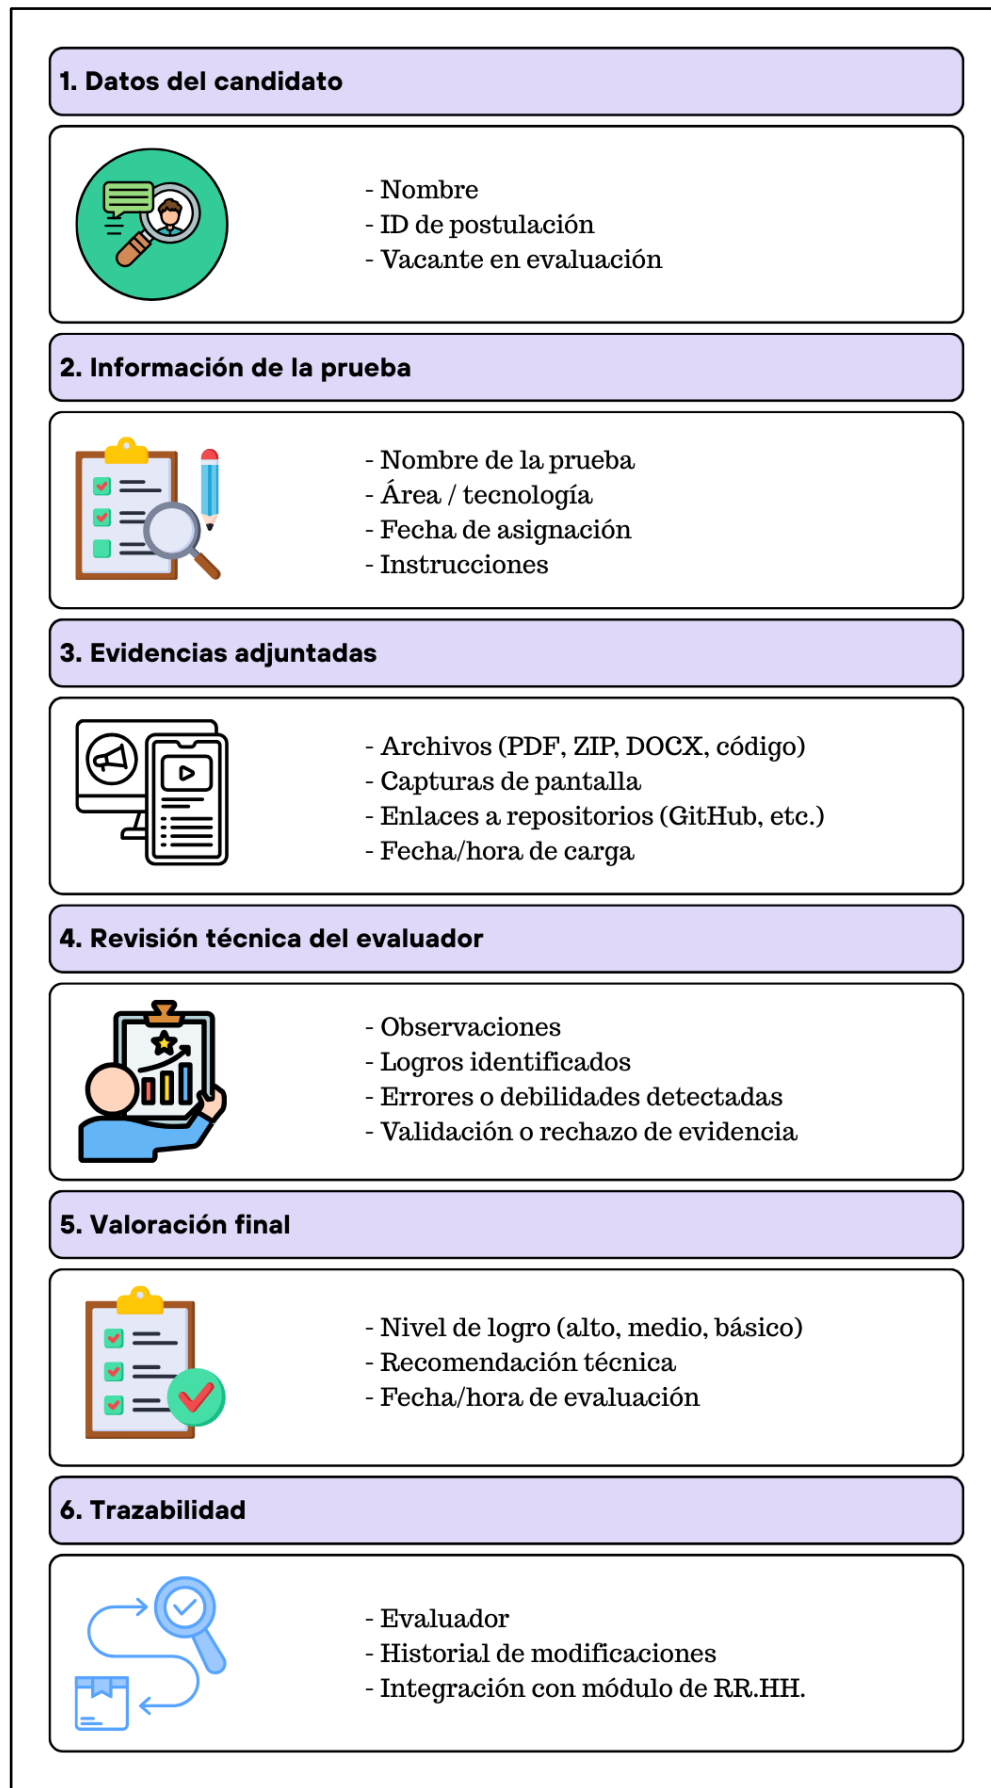 1. Datos del candidato
- Nombre
- ID de postulación
- Vacante en evaluación
2. Información de la prueba
- Nombre de la prueba
- Área / tecnología
- Fecha de asignación
- Instrucciones
3. Evidencias adjuntadas
- Archivos (PDF, ZIP, DOCX, código)
- Capturas de pantalla
- Enlaces a repositorios (GitHub, etc.)
- Fecha/hora de carga
4. Revisión técnica del evaluador
- Observaciones
- Logros identificados
- Errores o debilidades detectadas
- Validación o rechazo de evidencia
5. Valoración final
- Nivel de logro (alto, medio, básico)
- Recomendación técnica
- Fecha/hora de evaluación
6. Trazabilidad
- Evaluador
- Historial de modificaciones
- Integración con módulo de RR.HH.